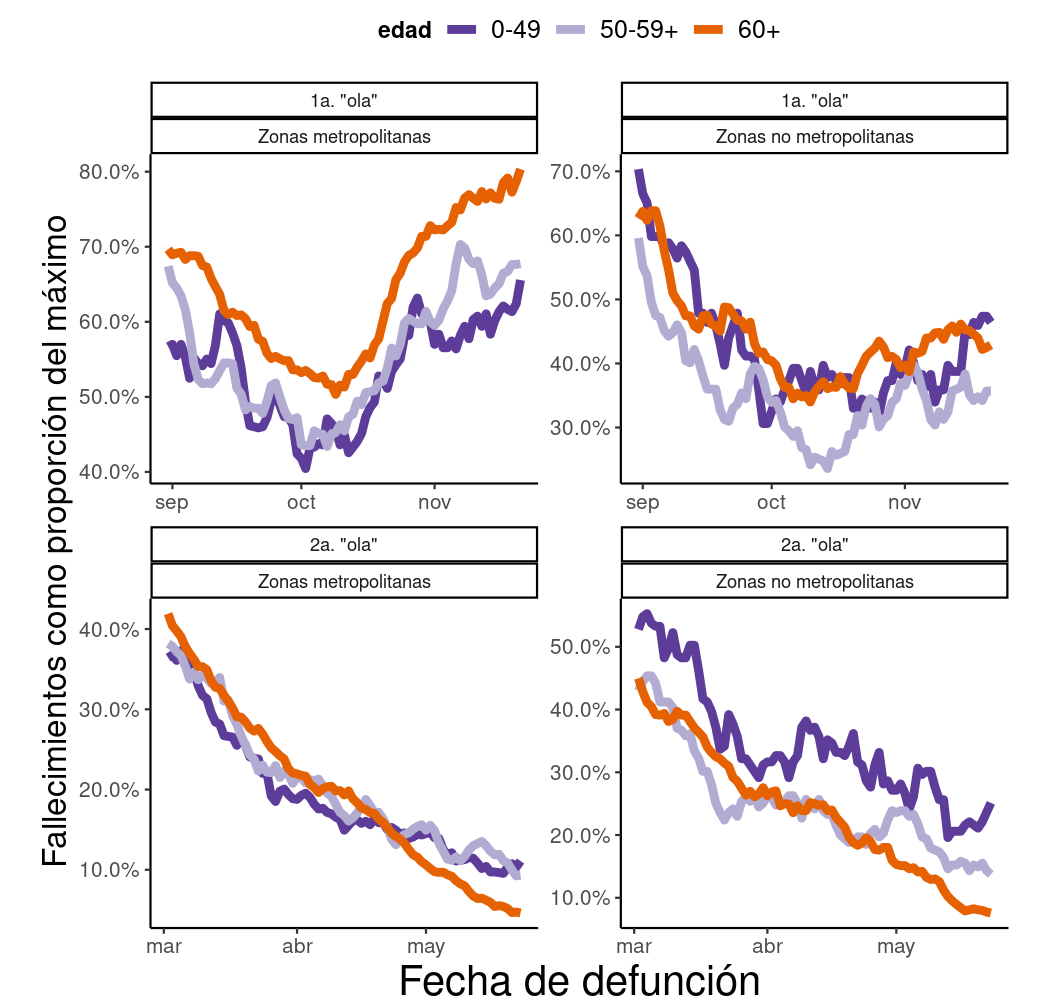 edad 0-49 50-59+ 60+
1a. "ola" 1a. "ola"
Zonas metropolitanas Zonas no metropolitanas
80.0% 70.0% 60.0% 50.0% 40.0%
sep oct nov
70.0% 60.0% 50.0% 40.0% 30.0%
sep oct nov
2a. "ola" 2a. "ola"
Zonas metropolitanas Zonas no metropolitanas
40.0% 30.0% 20.0% 10.0%
mar abr may
50.0% 40.0% 30.0% 20.0% 10.0%
mar abr may
Fallecimientos como proporción del máximo
Fecha de defunción